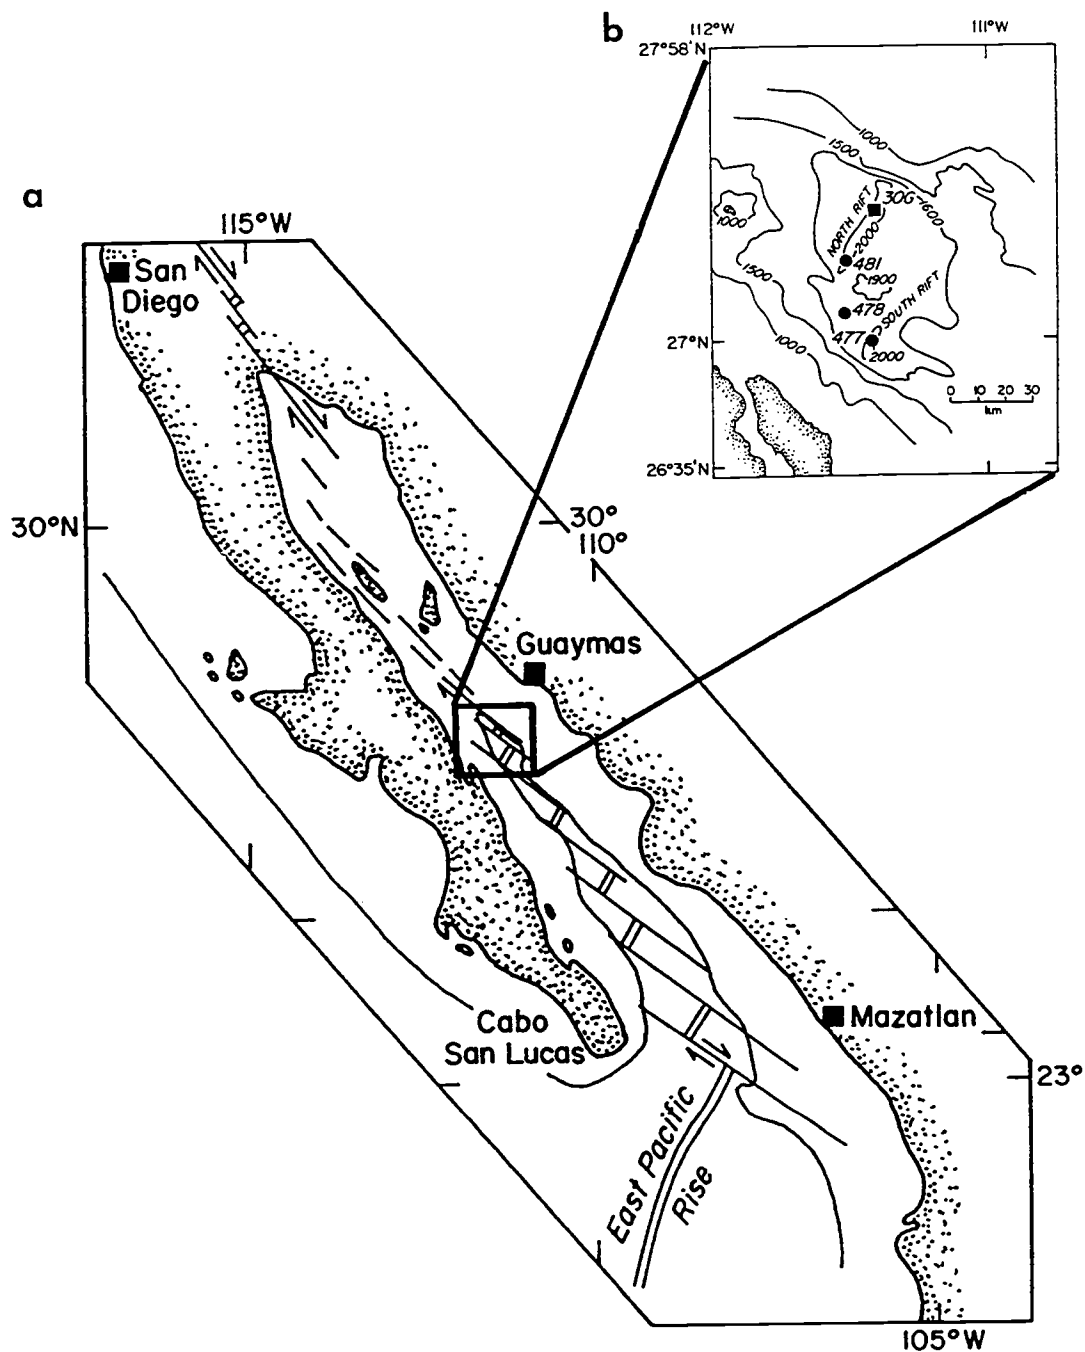 b
112°W
111°W
27°58'N
1000
1500
30G
1600
NORTH RIFT
2000
1000
481
1500
1900
478
SOUTH RIFT
477
27°N
1000
2000
0 10 20 30
km
26°35'N
a
115°W
San
Diego
30°N
30°
110°
Guaymas
Mazatlan
Cabo
San Lucas
23°
East Pacific
Rise
105°W